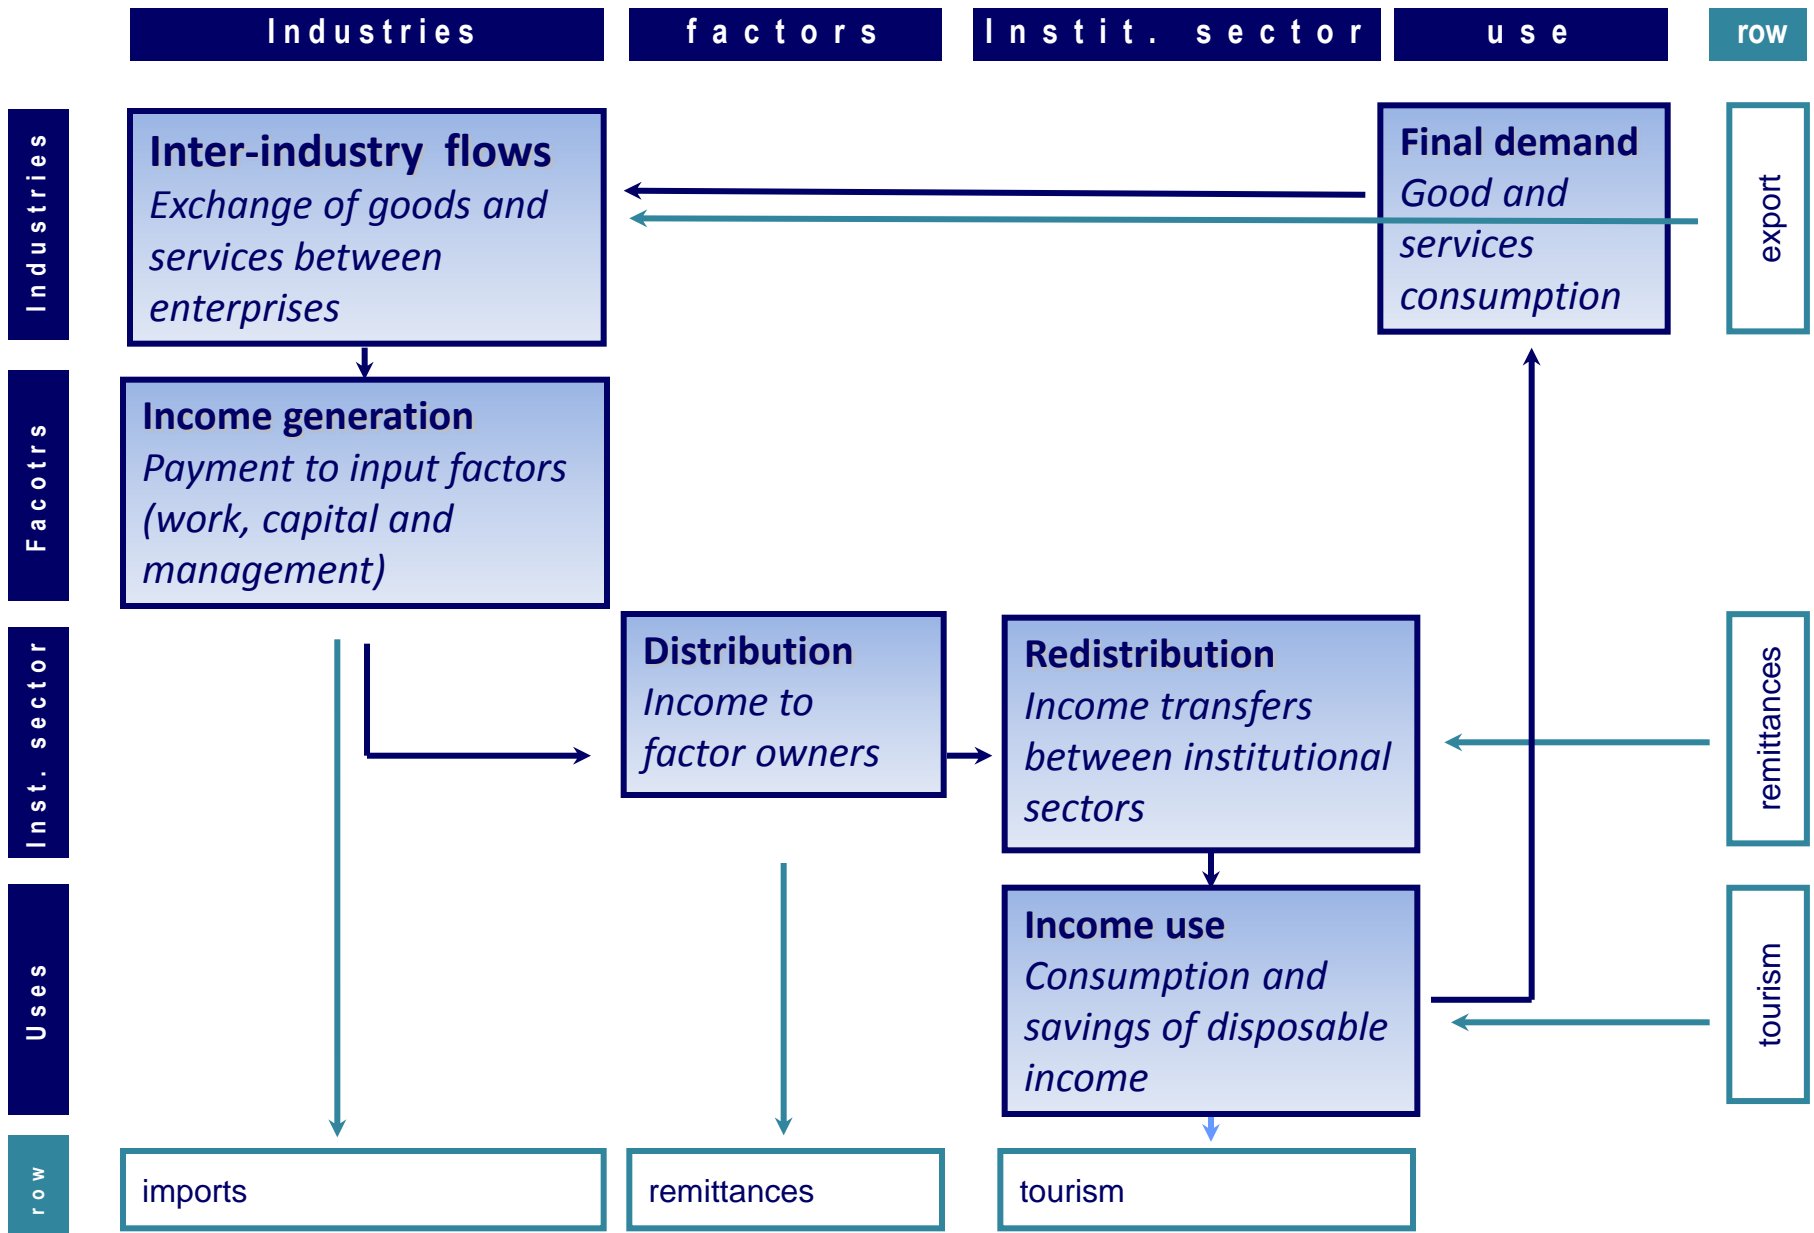 Industries
factors
Instit. sector
use
row
Industries
Inter-industry flows
Exchange of goods and
services between
enterprises
Final demand
Good and
services
consumption
export
Facotrs
Income generation
Payment to input factors
(work, capital and
management)
Inst. sector
Distribution
Income to
factor owners
Redistribution
Income transfers
between institutional
sectors
remittances
Uses
Income use
Consumption and
savings of disposable
income
tourism
row
imports
remittances
tourism